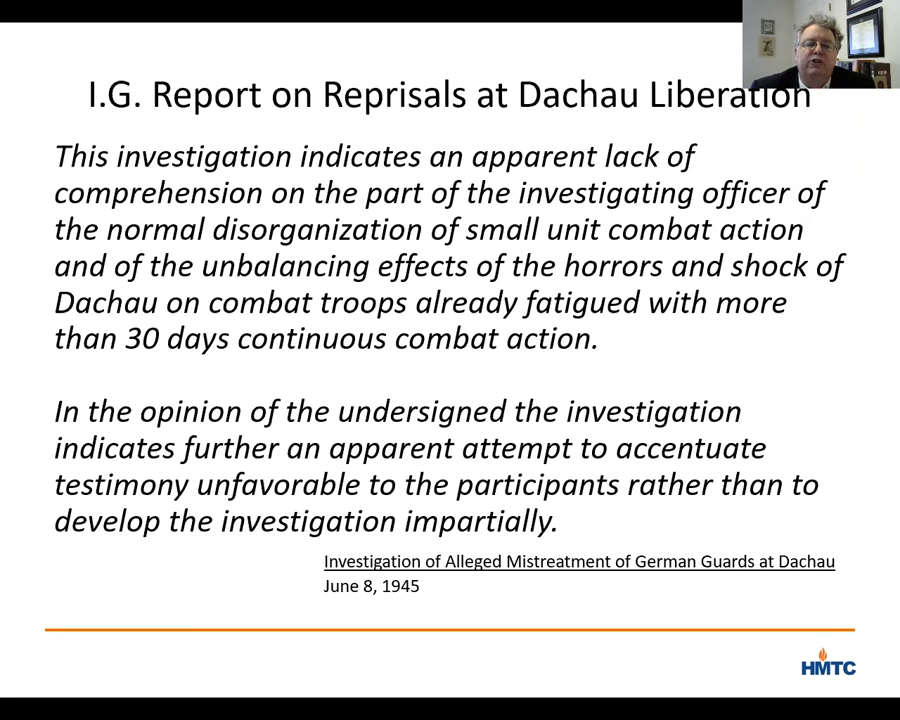 I.G. Report on Reprisals at Dachau Liberation
This investigation indicates an apparent lack of
comprehension on the part of the investigating officer of
the normal disorganization of small unit combat action
and of the unbalancing effects of the horrors and shock of
Dachau on combat troops already fatigued with more
than 30 days continuous combat action.
In the opinion of the undersigned the investigation
indicates further an apparent attempt to accentuate
testimony unfavorable to the participants rather than to
develop the investigation impartially.
Investigation of Alleged Mistreatment of German Guards at Dachau
June 8, 1945
HMTC